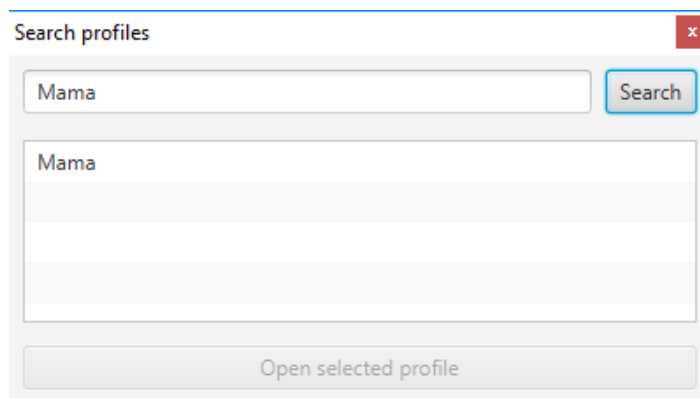 Search profiles
x
Mama
Search
Mama
Open selected profile